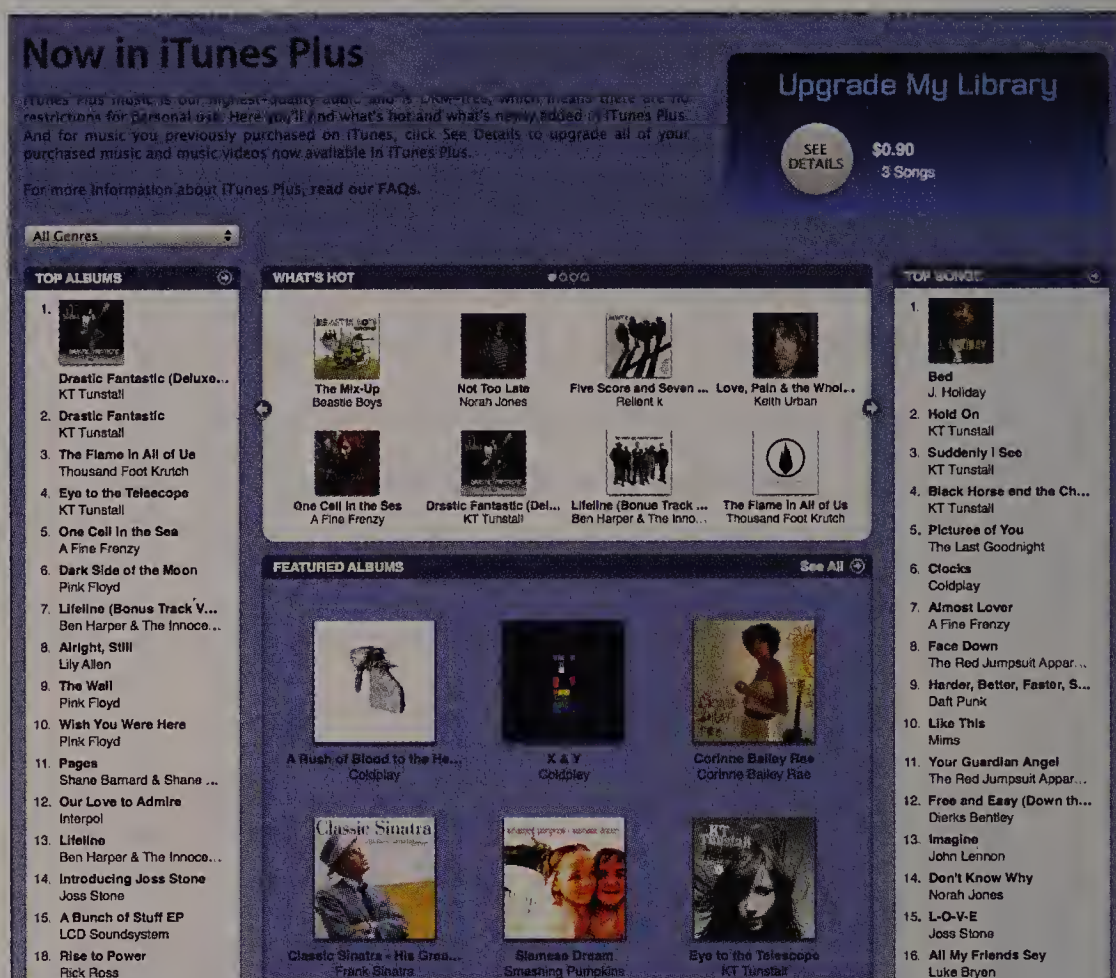 Now in iTunes Plus
iTunes Plus music is our highest-quality audio and is DRM-free, which means there are no
restrictions for personal use. Here you'll find what's hot and what's newly added in iTunes Plus.
And for music you previously purchased on iTunes, click See Details to upgrade all of your
purchased music and music videos now available in iTunes Plus.
For more information about iTunes Plus, read our FAQs.
Upgrade My Library
SEE
DETAILS
$0.90
3 Songs
All Genres
TOP ALBUMS
1.
Drastic Fantastic (Deluxe...
KT Tunstall
2. Drastic Fantastic
KT Tunstall
3. The Flame in All of Us
Thousand Foot Krutch
4. Eye to the Telescope
KT Tunstall
5. One Cell in the Sea
A Fine Frenzy
6. Dark Side of the Moon
Pink Floyd
7. Lifeline (Bonus Track V...
Ben Harper & The Innoce...
8. Alright, Still
Lily Allen
9. The Wall
Pink Floyd
10. Wish You Were Here
Pink Floyd
11. Pages
Shane Barnard & Shane ...
12. Our Love to Admire
Interpol
13. Lifeline
Ben Harper & The Innoce...
14. Introducing Joss Stone
Joss Stone
15. A Bunch of Stuff EP
LCD Soundsystem
16. Rise to Power
Rick Ross
WHAT'S HOT
BEASTIE BOYS
The Mix-Up
Beastie Boys
Not Too Late
Norah Jones
Five Score and Seven ...
Relient k
Love, Pain & the Whol...
Keith Urban
One Cell in the Sea
A Fine Frenzy
Drastic Fantastic (Del...
KT Tunstall
Lifeline (Bonus Track ...
Ben Harper & The Inno...
The Flame in All of Us
Thousand Foot Krutch
FEATURED ALBUMS
See All
A Rush of Blood to the He...
Coldplay
X & Y
Coldplay
CORINNE
BAILEY RAE
Corinne Bailey Rae
Corinne Bailey Rae
Classic Sinatra
Classic Sinatra - His Grea...
Frank Sinatra
smashing pumpkins - siamese dream
Siamese Dream
Smashing Pumpkins
KT
Tunstall
Eye to the Telescope
KT Tunstall
TOP SONGS
1.
J. HOLIDAY
Bed
J. Holiday
2. Hold On
KT Tunstall
3. Suddenly I See
KT Tunstall
4. Black Horse and the Ch...
KT Tunstall
5. Pictures of You
The Last Goodnight
6. Clocks
Coldplay
7. Almost Lover
A Fine Frenzy
8. Face Down
The Red Jumpsuit Appar...
9. Harder, Better, Faster, S...
Daft Punk
10. Like This
Mims
11. Your Guardian Angel
The Red Jumpsuit Appar...
12. Free and Easy (Down th...
Dierks Bentley
13. Imagine
John Lennon
14. Don't Know Why
Norah Jones
15. L-O-V-E
Joss Stone
16. All My Friends Say
Luke Bryan